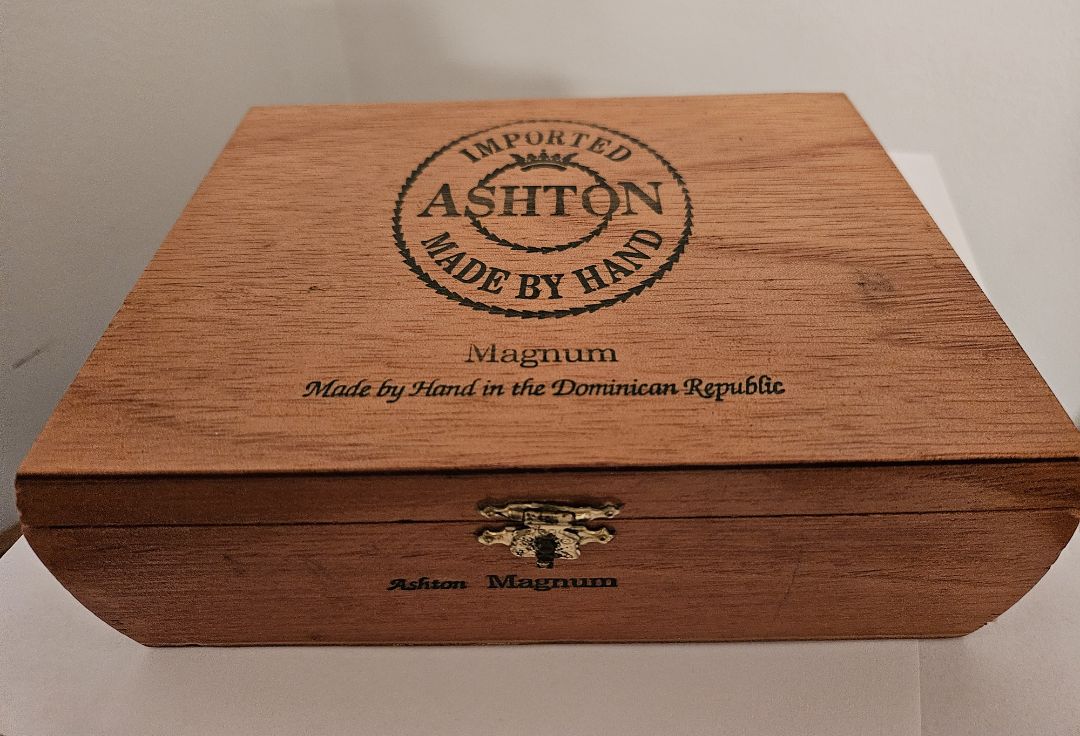 IMPORTED
ASHTON
MADE BY HAND
Magnum
Made by Hand in the Dominican Republic
Ashton Magnum